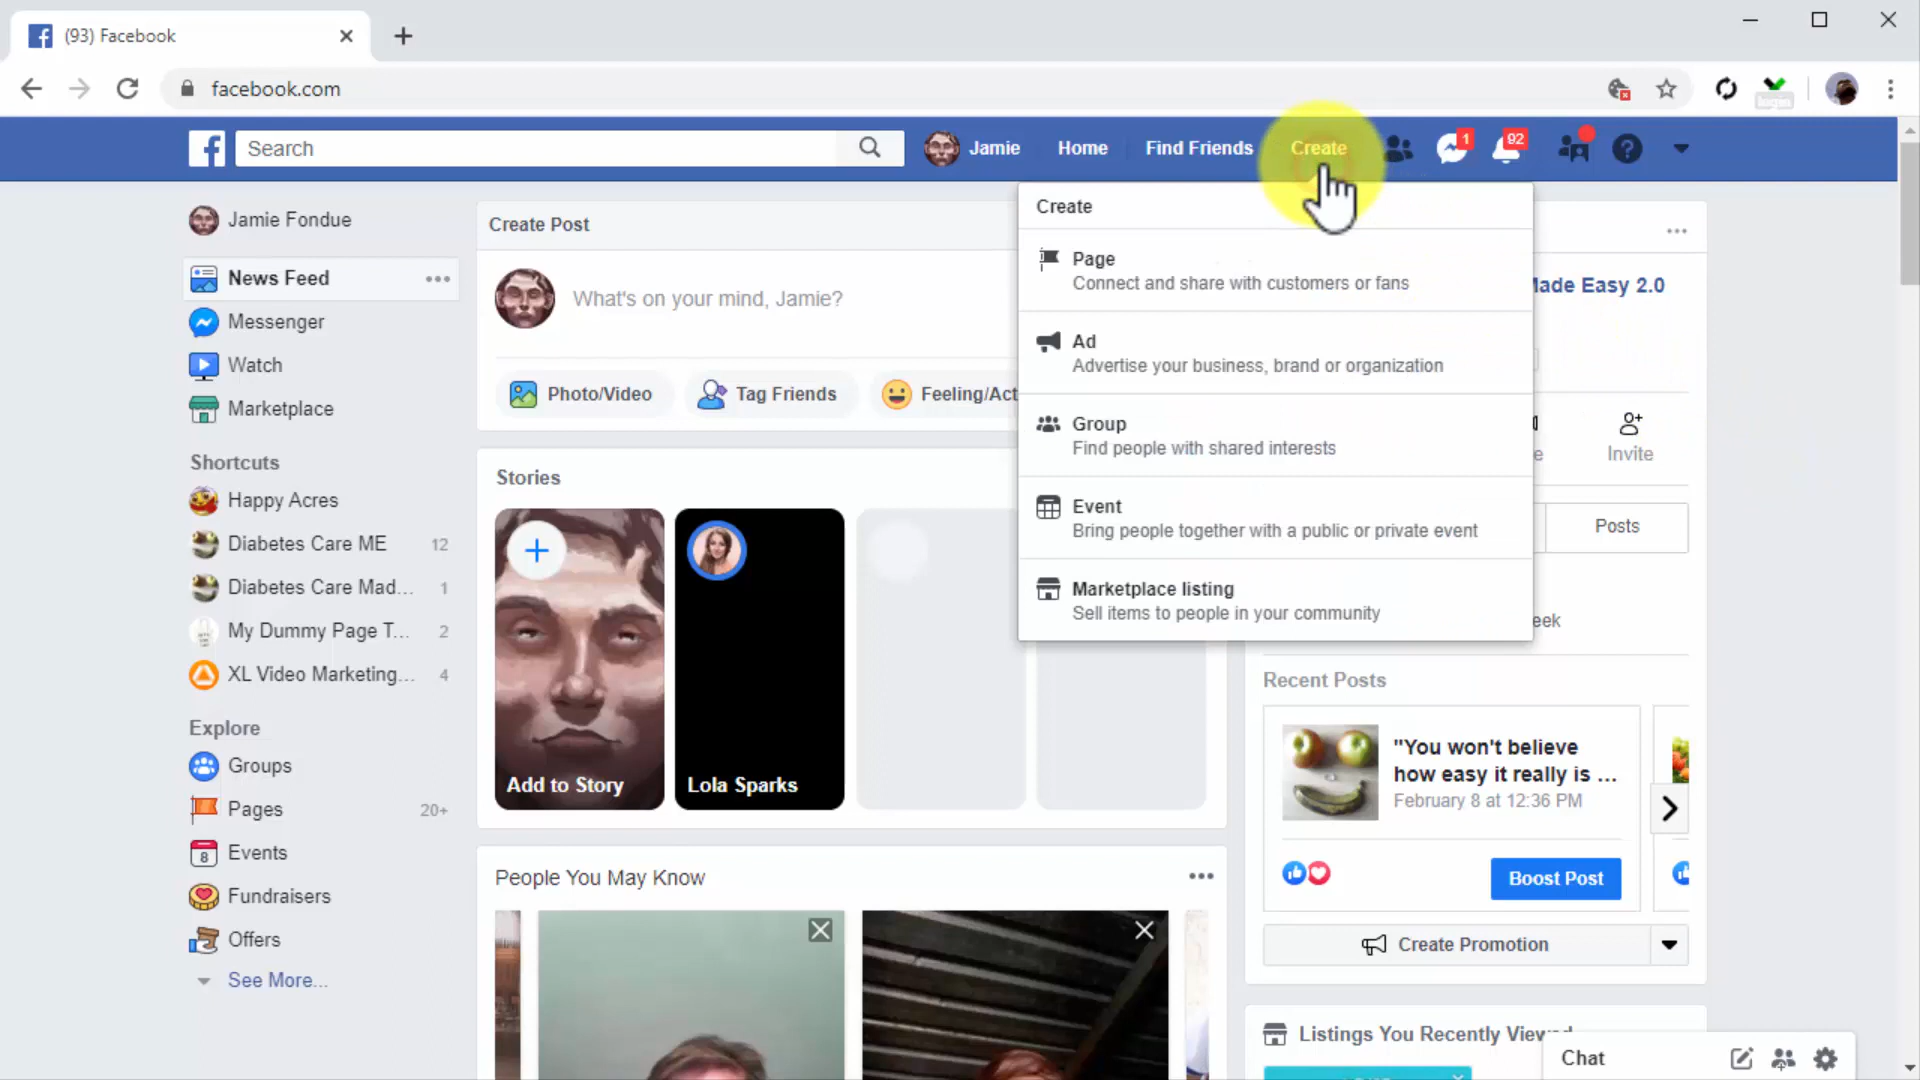 (93) Facebook
facebook.com
login
Search
Jamie
Home
Find Friends
Create
1
92
Jamie Fondue
News Feed
Messenger
Watch
Marketplace
Shortcuts
Happy Acres
Diabetes Care ME 12
Diabetes Care Mad... 1
My Dummy Page T... 2
XL Video Marketing... 4
Explore
Groups
Pages 20+
8
Events
Fundraisers
Offers
See More...
Create Post
What's on your mind, Jamie?
Photo/Video
Tag Friends
Feeling/Act
Stories
Add to Story
Lola Sparks
People You May Know
Create
Page
Connect and share with customers or fans
Ad
Advertise your business, brand or organization
Group
Find people with shared interests
Event
Bring people together with a public or private event
Marketplace listing
Sell items to people in your community
Made Easy 2.0
Invite
Posts
eek
Recent Posts
"You won't believe
how easy it really is ...
February 8 at 12:36 PM
Boost Post
Create Promotion
Listings You Recently Viewed
Chat